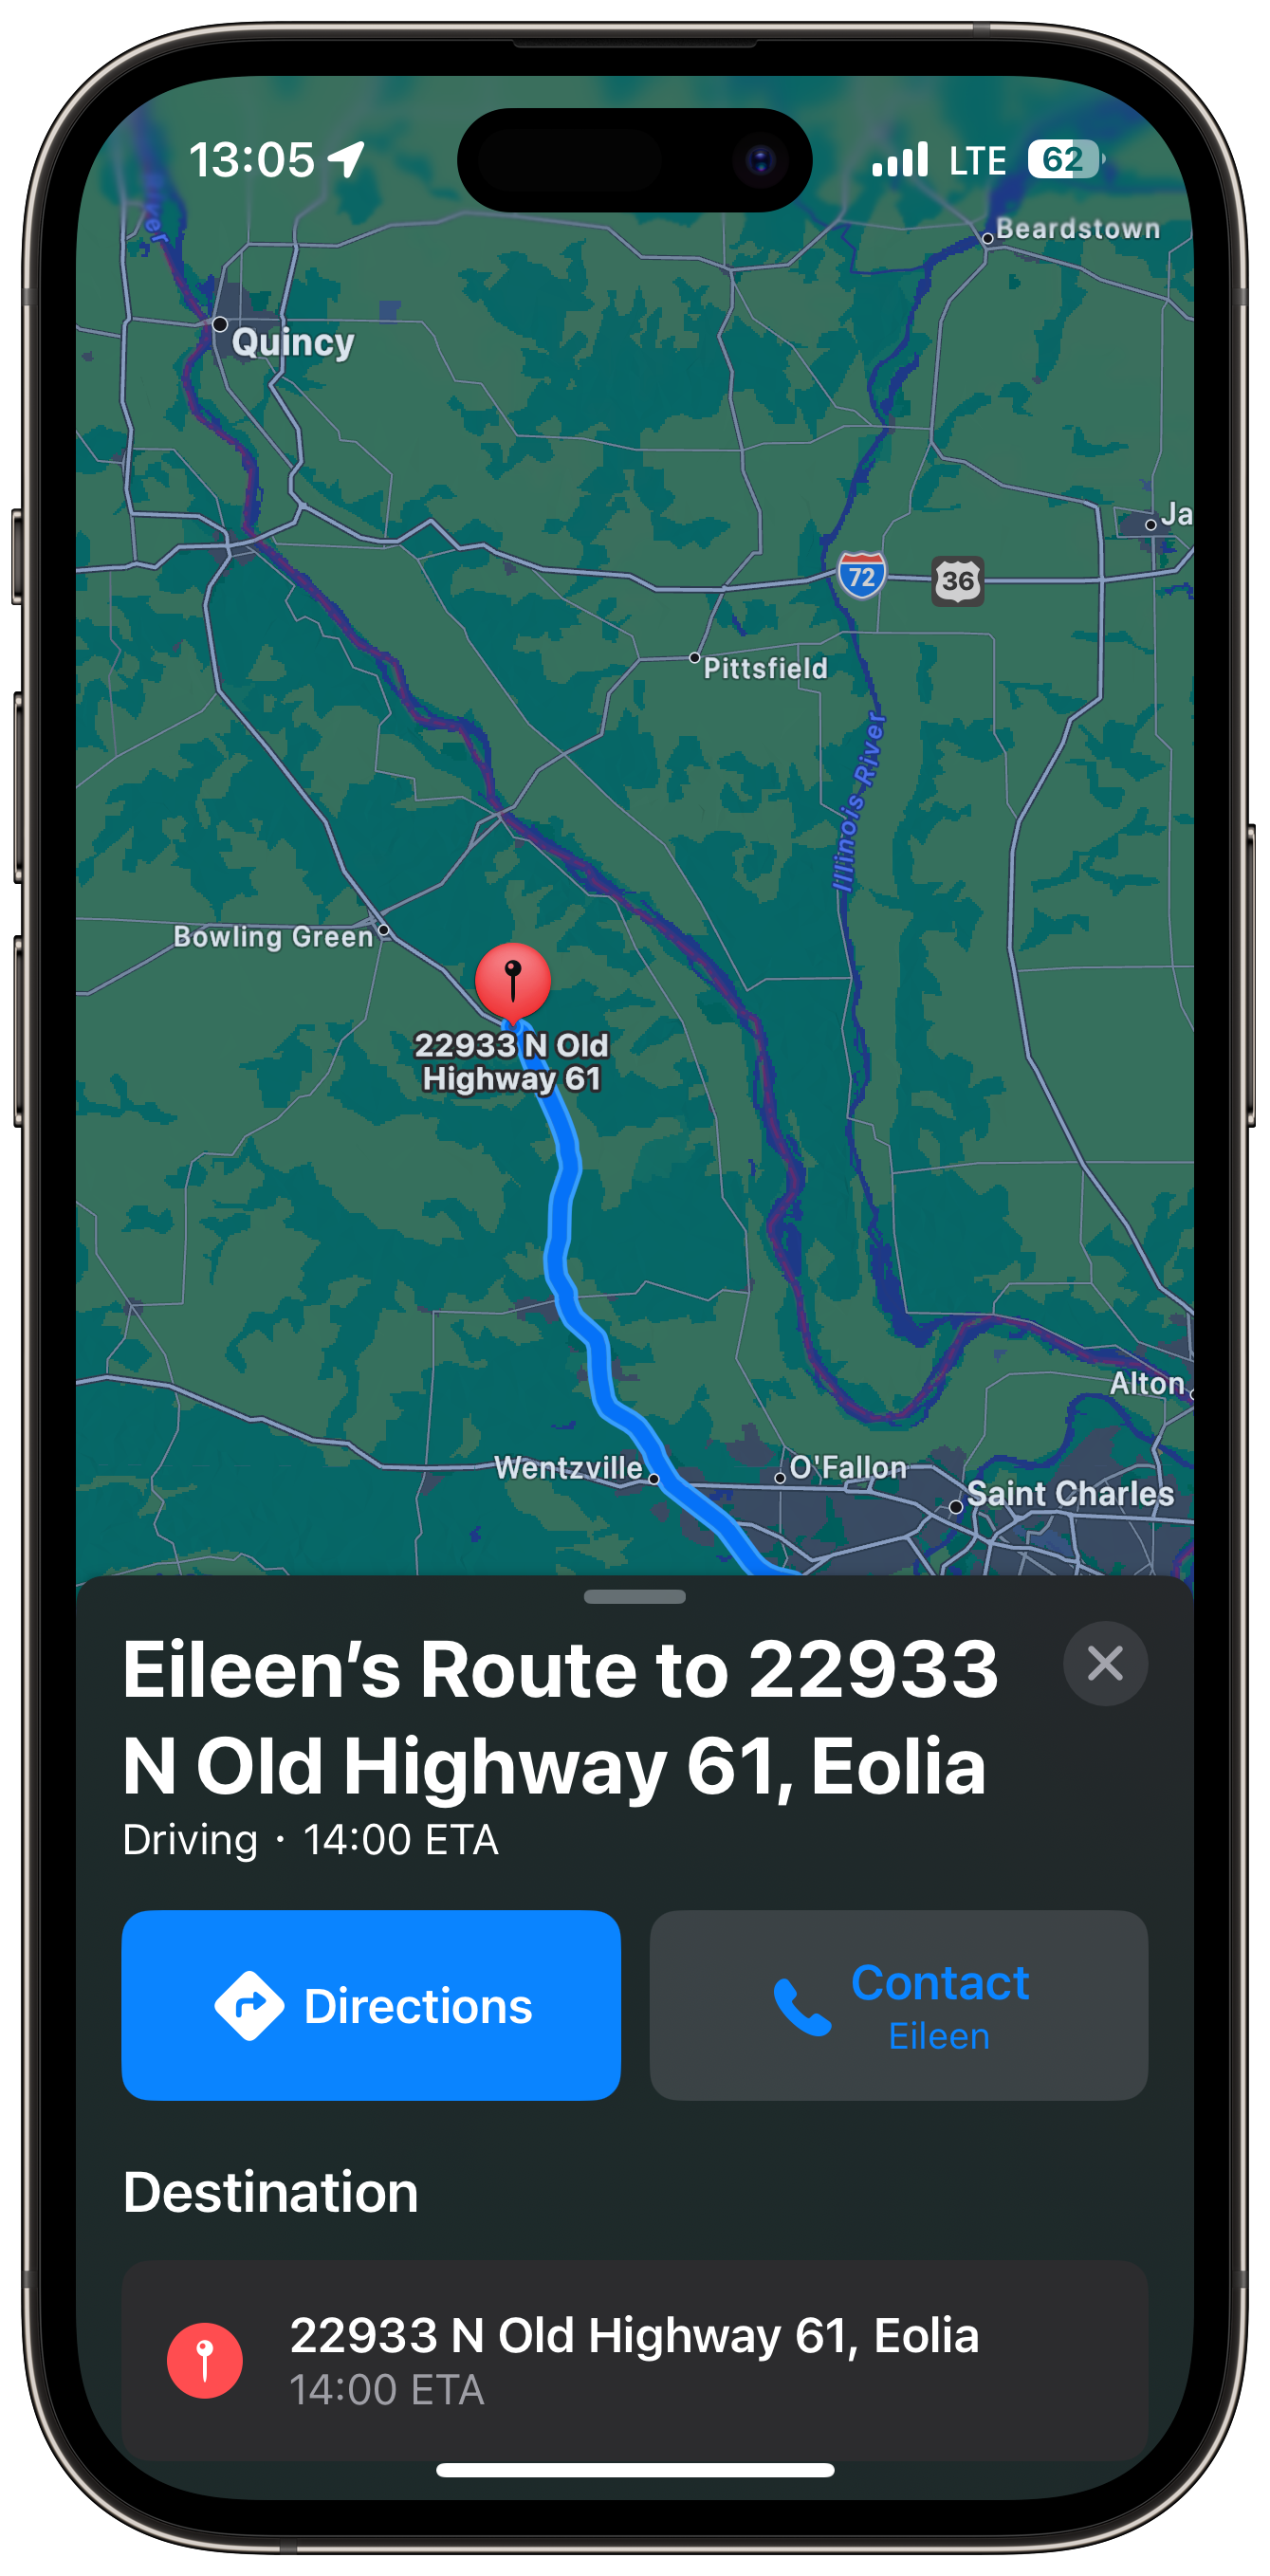 13:05
LTE
62
River
Beardstown
Quincy
Ja
72
36
Pittsfield
Illinois River
Bowling Green
22933 N Old
Highway 61
Alton
Wentzville
O'Fallon
Saint Charles
Eileen’s Route to 22933
N Old Highway 61, Eolia
Driving · 14:00 ETA
Directions
Contact
Eileen
Destination
22933 N Old Highway 61, Eolia
14:00 ETA